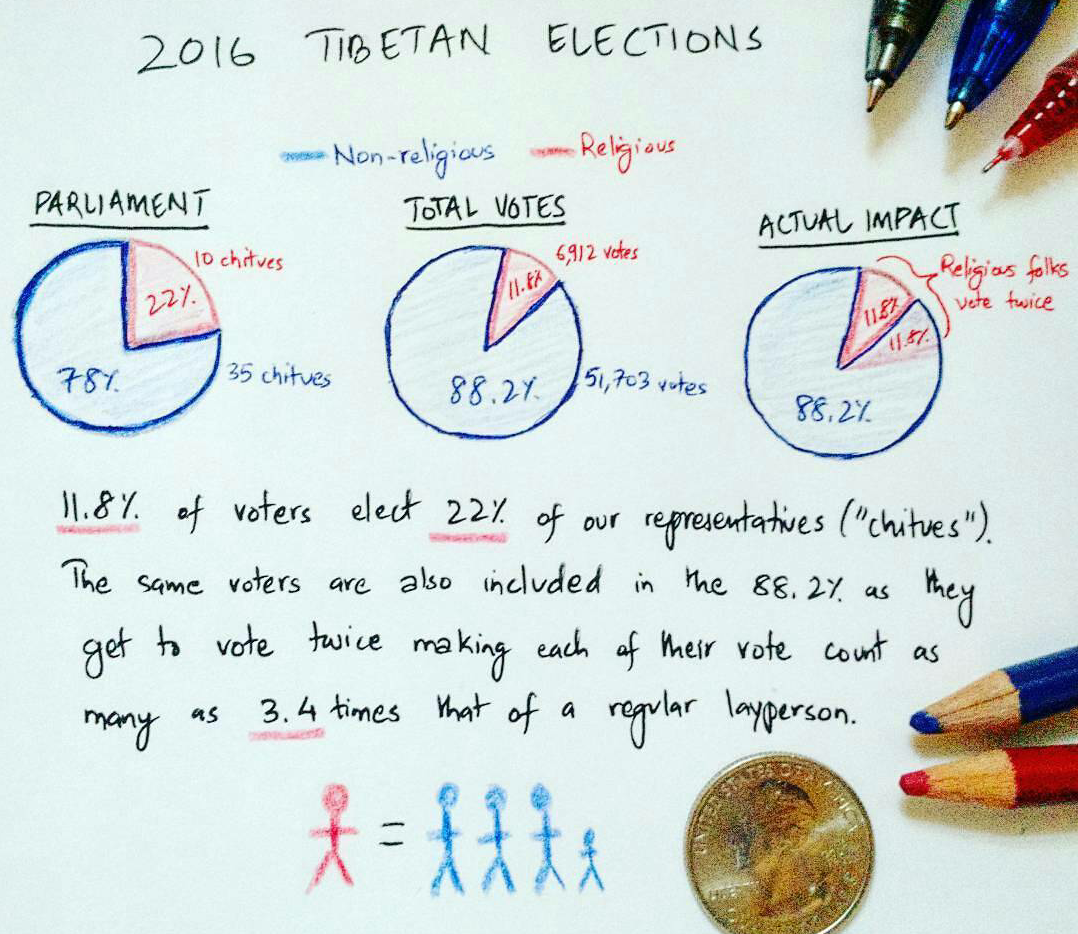 2016 TIBETAN ELECTIONS
Non-religious Religious
PARLIAMENT
10 chitves
22%
78%
35 chitves
TOTAL VOTES
6,912 votes
11.8%
88.2%
51,703 votes
ACTUAL IMPACT
Religious folks
vote twice
11.8%
11.8%
88.2%
11.8% of voters elect 22% of our representatives ("chitves").
The same voters are also included in the 88.2% as they
get to vote twice making each of their vote count as
many as 3.4 times that of a regular layperson.
=